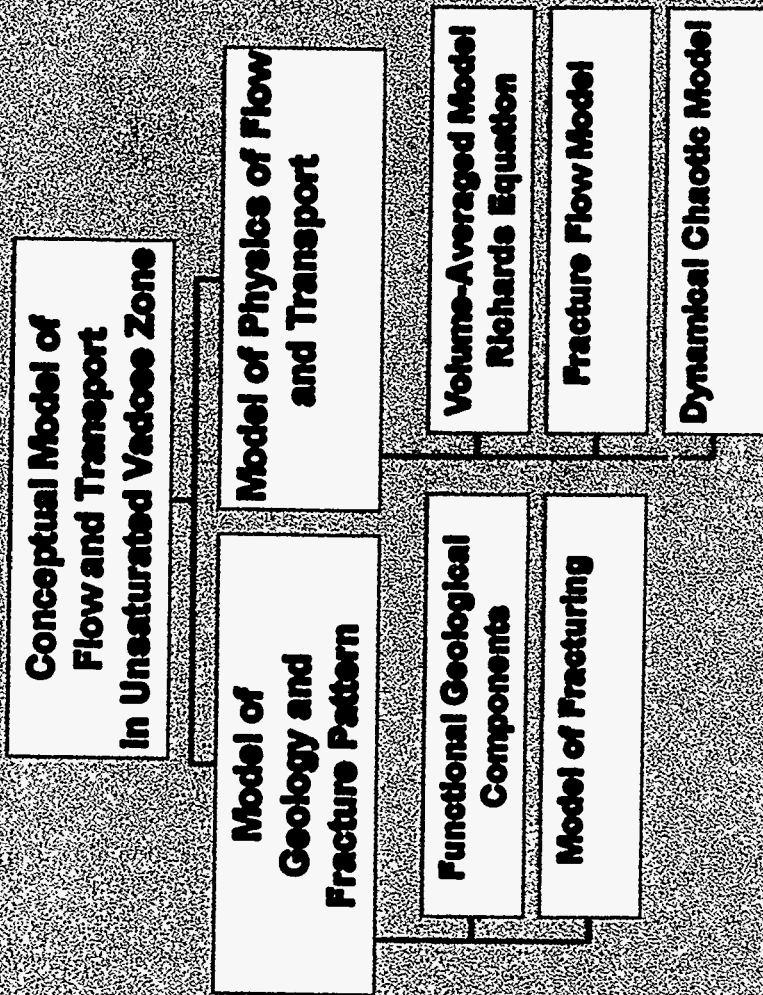 Conceptual Model of
Flow and Transport
in Unsaturated Vadose Zone
Model of
Geology and
Fracture Pattern
Functional Geological
Components
Model of Fracturing
Model of Physics of Flow
and Transport
Volume-Averaged Model
Richards Equation
Fracture Flow Model
Dynamical Chaotic Model